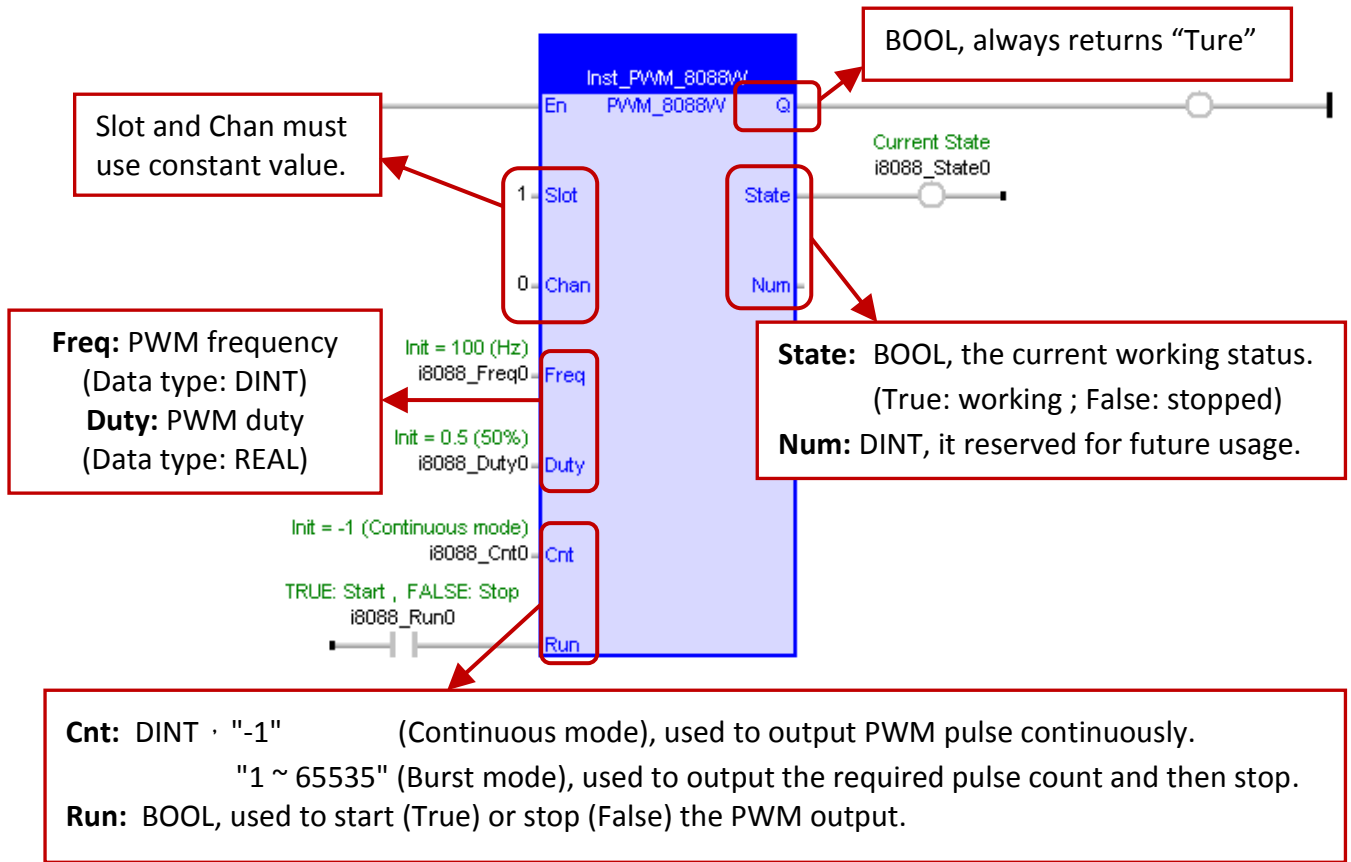 BOOL, always returns “Ture”
Inst_PWM_8088W
En PWM_8088W Q
Slot and Chan must
use constant value.
Current State
i8088_State0
1 Slot State
0 Chan Num
Freq: PWM frequency
(Data type: DINT)
Duty: PWM duty
(Data type: REAL)
Init = 100 (Hz)
i8088_Freq0 Freq
Init = 0.5 (50%)
i8088_Duty0 Duty
State: BOOL, the current working status.
(True: working ; False: stopped)
Num: DINT, it reserved for future usage.
Init = -1 (Continuous mode)
i8088_Cnt0 Cnt
TRUE: Start , FALSE: Stop
i8088_Run0
Run
Cnt: DINT， "-1" (Continuous mode), used to output PWM pulse continuously.
"1 ~ 65535" (Burst mode), used to output the required pulse count and then stop.
Run: BOOL, used to start (True) or stop (False) the PWM output.